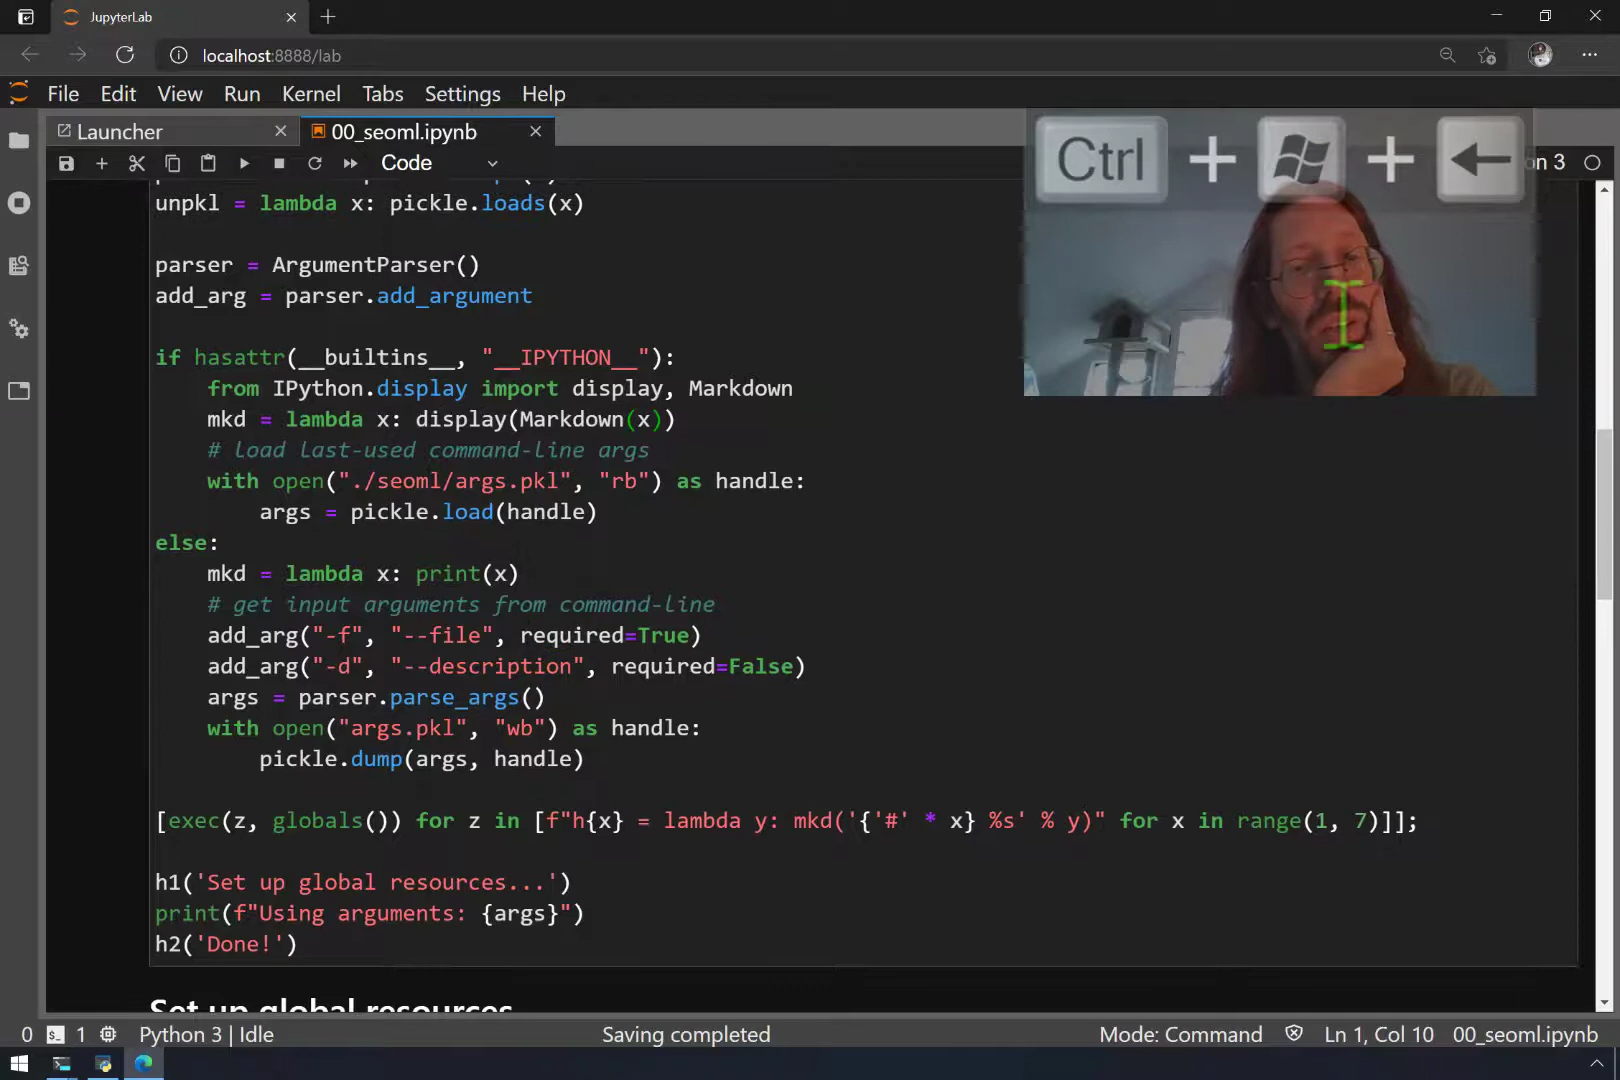 JupyterLab
localhost:8888/lab
File Edit View Run Kernel Tabs Settings Help
Launcher
00_seoml.ipynb
Ctrl + +
Code
on 3
unpkl = lambda x: pickle.loads(x)
parser = ArgumentParser()
add_arg = parser.add_argument
if hasattr(__builtins__, "__IPYTHON__"):
    from IPython.display import display, Markdown
    mkd = lambda x: display(Markdown(x))
    # load last-used command-line args
    with open("./seoml/args.pkl", "rb") as handle:
        args = pickle.load(handle)
else:
    mkd = lambda x: print(x)
    # get input arguments from command-line
    add_arg("-f", "--file", required=True)
    add_arg("-d", "--description", required=False)
    args = parser.parse_args()
    with open("args.pkl", "wb") as handle:
        pickle.dump(args, handle)
[exec(z, globals()) for z in [f"h{x} = lambda y: mkd('{'#' * x} %s' % y)" for x in range(1, 7)]];
h1('Set up global resources...')
print(f"Using arguments: {args}")
h2('Done!')
Set up global resources
0 1 Python 3 | Idle Saving completed Mode: Command Ln 1, Col 10 00_seoml.ipynb